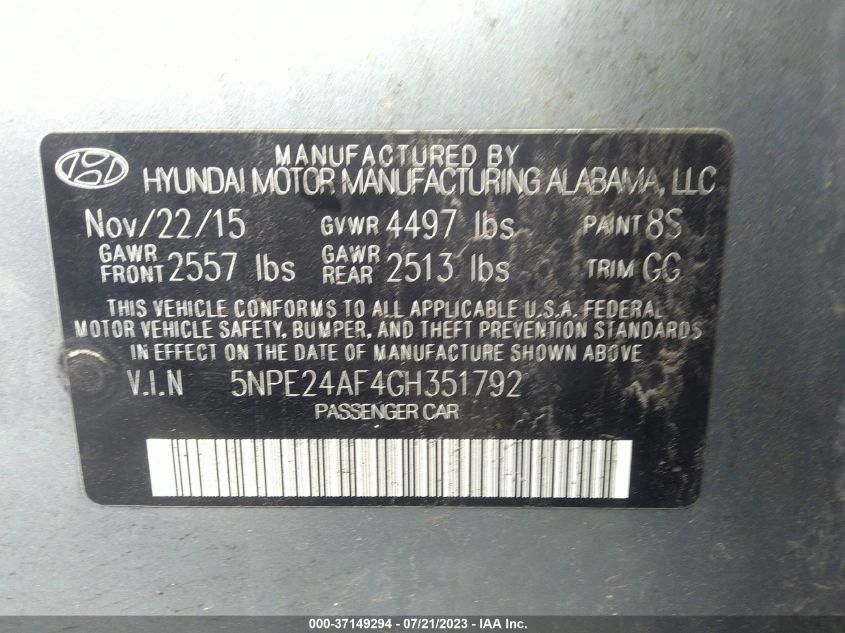 MANUFACTURED BY
HYUNDAI MOTOR MANUFACTURING ALABAMA, LLC
Nov/22/15 GVWR 4497 lbs PAINT 8S
GAWR FRONT 2557 lbs GAWR REAR 2513 lbs TRIM GG
THIS VEHICLE CONFORMS TO ALL APPLICABLE U.S.A. FEDERAL
MOTOR VEHICLE SAFETY, BUMPER, AND THEFT PREVENTION STANDARDS
IN EFFECT ON THE DATE OF MANUFACTURE SHOWN ABOVE
V.I.N 5NPE24AF4GH351792
PASSENGER CAR
000-37149294 - 07/21/2023 - IAA Inc.